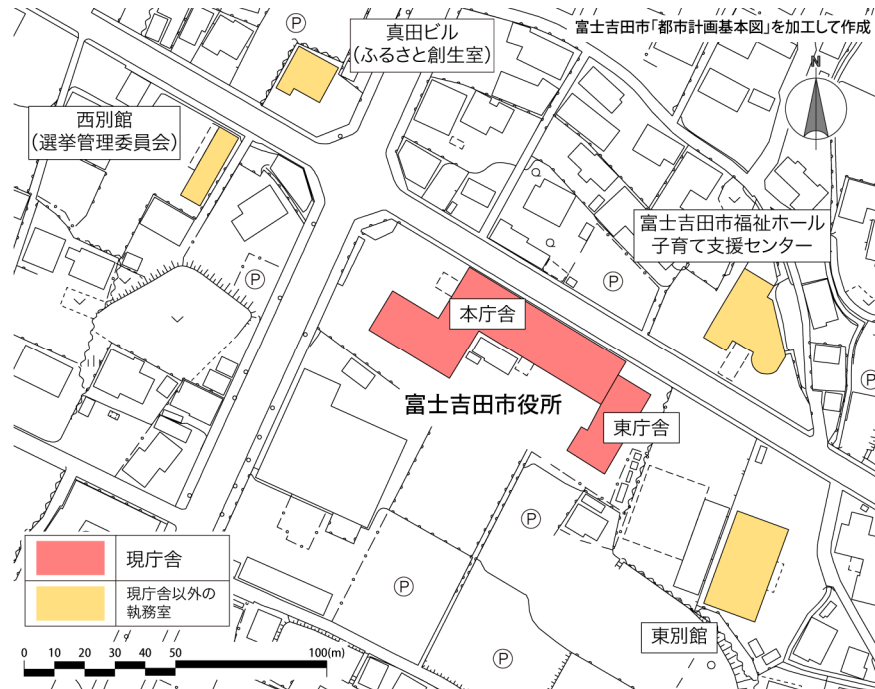 富士吉田市「都市計画基本図」を加工して作成
Ⓟ
真田ビル
(ふるさと創生室)
N
西別館
(選挙管理委員会)
富士吉田市福祉ホール
子育て支援センター
Ⓟ
Ⓟ
本庁舎
Ⓟ
富士吉田市役所
東庁舎
Ⓟ
現庁舎
Ⓟ
現庁舎以外の
執務室
東別館
Ⓟ
0 10 20 30 40 50 100(m)